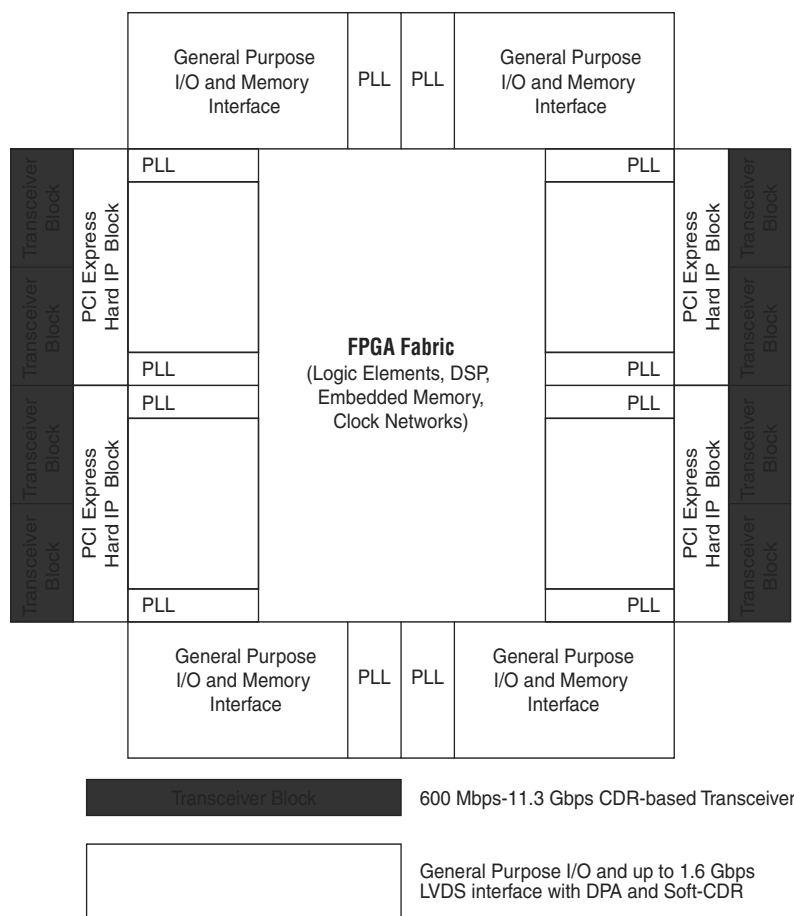 General Purpose
I/O and Memory
Interface
PLL
PLL
General Purpose
I/O and Memory
Interface
Transceiver
Block
Transceiver
Block
Transceiver
Block
Transceiver
Block
PCI Express
Hard IP Block
PCI Express
Hard IP Block
PLL
PLL
PLL
PLL
FPGA Fabric
(Logic Elements, DSP,
Embedded Memory,
Clock Networks)
PLL
PLL
PLL
PLL
PCI Express
Hard IP Block
PCI Express
Hard IP Block
Transceiver
Block
Transceiver
Block
Transceiver
Block
Transceiver
Block
General Purpose
I/O and Memory
Interface
PLL
PLL
General Purpose
I/O and Memory
Interface
Transceiver Block
600 Mbps-11.3 Gbps CDR-based Transceiver
General Purpose I/O and up to 1.6 Gbps
LVDS interface with DPA and Soft-CDR